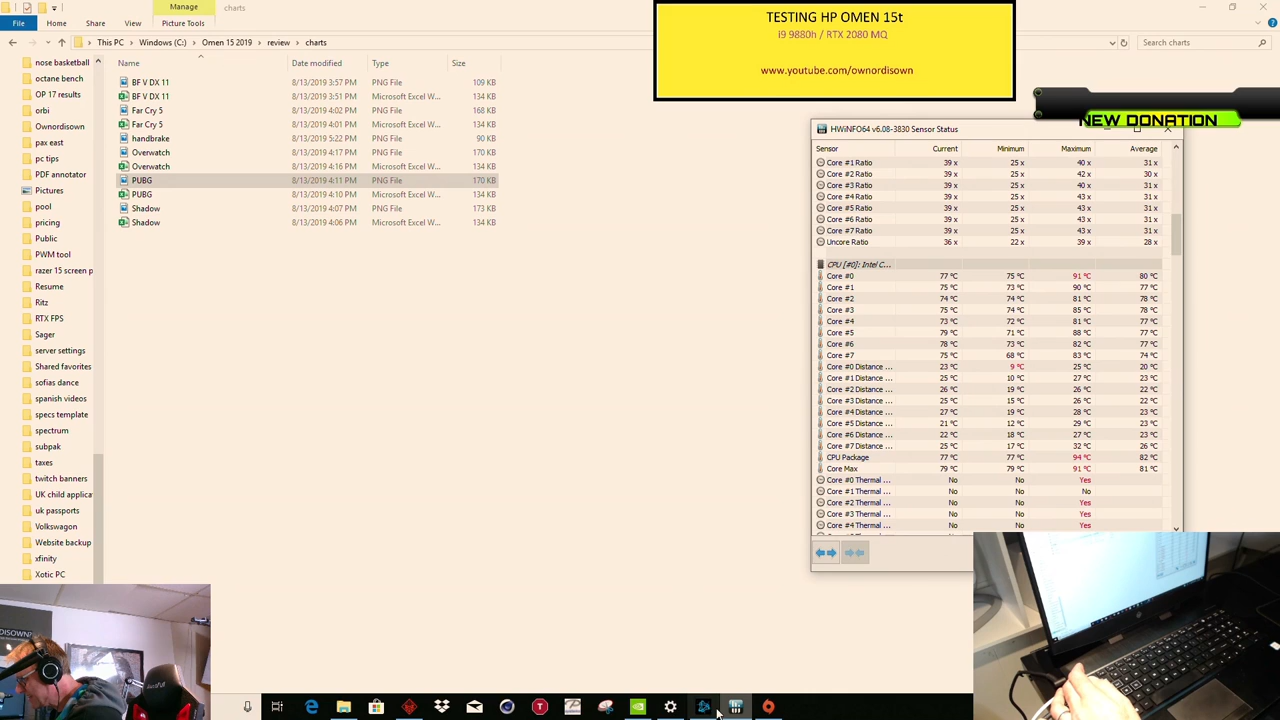 Manage
charts
File
Home
Share
View
Picture Tools
This PC
Windows (C:)
Omen 15 2019
review
charts
Search charts
nose basketball
octane bench
OP 17 results
orbi
Ownordisown
pax east
pc tips
PDF annotator
Pictures
pool
pricing
Public
PWM tool
razer 15 screen p
Resume
Ritz
RTX FPS
Sager
server settings
Shared favorites
sofias dance
spanish videos
specs template
spectrum
subpak
taxes
twitch banners
UK child applica
uk passports
Volkswagon
Website backup
xfinity
Xotic PC
Name Date modified Type Size
BF V DX 11 8/13/2019 3:57 PM PNG File 109 KB
BF V DX 11 8/13/2019 3:51 PM Microsoft Excel W... 134 KB
Far Cry 5 8/13/2019 4:02 PM PNG File 168 KB
Far Cry 5 8/13/2019 4:01 PM Microsoft Excel W... 134 KB
handbrake 8/13/2019 5:22 PM PNG File 90 KB
Overwatch 8/13/2019 4:17 PM PNG File 170 KB
Overwatch 8/13/2019 4:16 PM Microsoft Excel W... 134 KB
PUBG 8/13/2019 4:11 PM PNG File 170 KB
PUBG 8/13/2019 4:10 PM Microsoft Excel W... 134 KB
Shadow 8/13/2019 4:07 PM PNG File 173 KB
Shadow 8/13/2019 4:06 PM Microsoft Excel W... 134 KB
TESTING HP OMEN 15t
i9 9880h / RTX 2080 MQ
www.youtube.com/ownordisown
NEW DONATION
HWiNFO64 v6.08-3830 Sensor Status
Sensor Current Minimum Maximum Average
Core #1 Ratio 39 x 25 x 40 x 31 x
Core #2 Ratio 39 x 25 x 42 x 30 x
Core #3 Ratio 39 x 25 x 40 x 31 x
Core #4 Ratio 39 x 25 x 43 x 31 x
Core #5 Ratio 39 x 25 x 40 x 31 x
Core #6 Ratio 39 x 25 x 40 x 31 x
Core #7 Ratio 39 x 25 x 40 x 31 x
Uncore Ratio 36 x 22 x 39 x 28 x
CPU [#0]: Intel C...
Core #0 77 °C 75 °C 91 °C 80 °C
Core #1 75 °C 73 °C 90 °C 77 °C
Core #2 74 °C 74 °C 81 °C 78 °C
Core #3 75 °C 74 °C 85 °C 78 °C
Core #4 73 °C 72 °C 81 °C 77 °C
Core #5 79 °C 71 °C 88 °C 77 °C
Core #6 78 °C 73 °C 82 °C 77 °C
Core #7 75 °C 68 °C 83 °C 74 °C
Core #0 Distance ... 23 °C 9 °C 25 °C 20 °C
Core #1 Distance ... 25 °C 10 °C 27 °C 23 °C
Core #2 Distance ... 26 °C 19 °C 26 °C 22 °C
Core #3 Distance ... 25 °C 15 °C 26 °C 22 °C
Core #4 Distance ... 27 °C 19 °C 28 °C 23 °C
Core #5 Distance ... 21 °C 12 °C 29 °C 23 °C
Core #6 Distance ... 22 °C 18 °C 27 °C 23 °C
Core #7 Distance ... 25 °C 17 °C 32 °C 26 °C
CPU Package 77 °C 77 °C 94 °C 82 °C
Core Max 79 °C 79 °C 91 °C 81 °C
Core #0 Thermal ... No No Yes
Core #1 Thermal ... No No No
Core #2 Thermal ... No No Yes
Core #3 Thermal ... No No Yes
Core #4 Thermal ... No No Yes